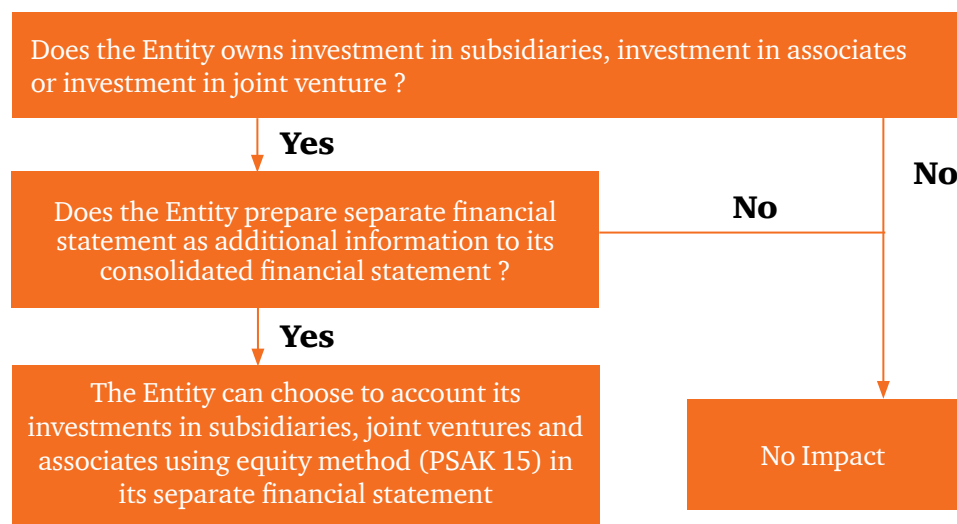 Does the Entity owns investment in subsidiaries, investment in associates
or investment in joint venture ?
Yes
No
Does the Entity prepare separate financial
statement as additional information to its
consolidated financial statement ?
No
Yes
The Entity can choose to account its
investments in subsidiaries, joint ventures and
associates using equity method (PSAK 15) in
its separate financial statement
No Impact